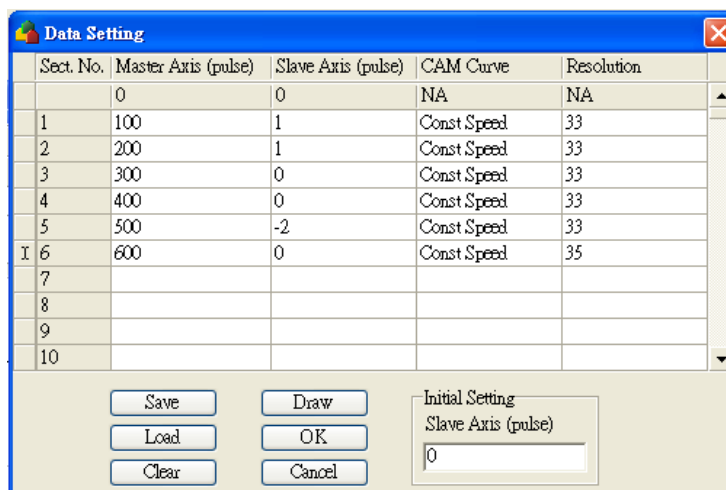 Data Setting
Sect. No. Master Axis (pulse) Slave Axis (pulse) CAM Curve Resolution
0 0 NA NA
1 100 1 Const Speed 33
2 200 1 Const Speed 33
3 300 0 Const Speed 33
4 400 0 Const Speed 33
5 500 -2 Const Speed 33
6 600 0 Const Speed 35
7
8
9
10
Save Draw Initial Setting
Load OK Slave Axis (pulse)
Clear Cancel 0